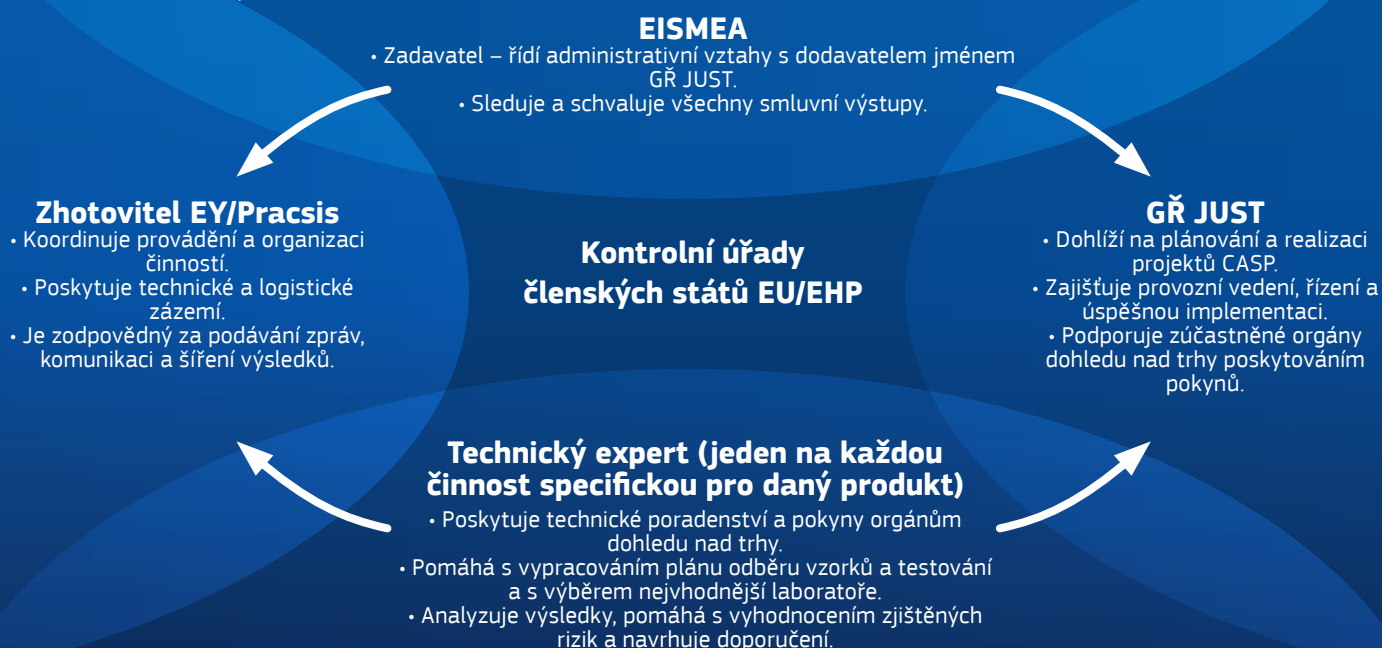 EISMEA
• Zadavatel – řídí administrativní vztahy s dodavatelem jménem
GŘ JUST.
• Sleduje a schvaluje všechny smluvní výstupy.
Zhotovitel EY/Pracsis
• Koordinuje provádění a organizaci
činností.
• Poskytuje technické a logistické
zázemí.
• Je zodpovědný za podávání zpráv,
komunikaci a šíření výsledků.
Kontrolní úřady
členských států EU/EHP
GŘ JUST
• Dohlíží na plánování a realizaci
projektů CASP.
• Zajišťuje provozní vedení, řízení a
úspěšnou implementaci.
• Podporuje zúčastněné orgány
dohledu nad trhy poskytováním
pokynů.
Technický expert (jeden na každou
činnost specifickou pro daný produkt)
• Poskytuje technické poradenství a pokyny orgánům
dohledu nad trhy.
• Pomáhá s vypracováním plánu odběru vzorků a testování
a s výběrem nejvhodnější laboratoře.
• Analyzuje výsledky, pomáhá s vyhodnocením zjištěných
rizik a navrhuje doporučení.